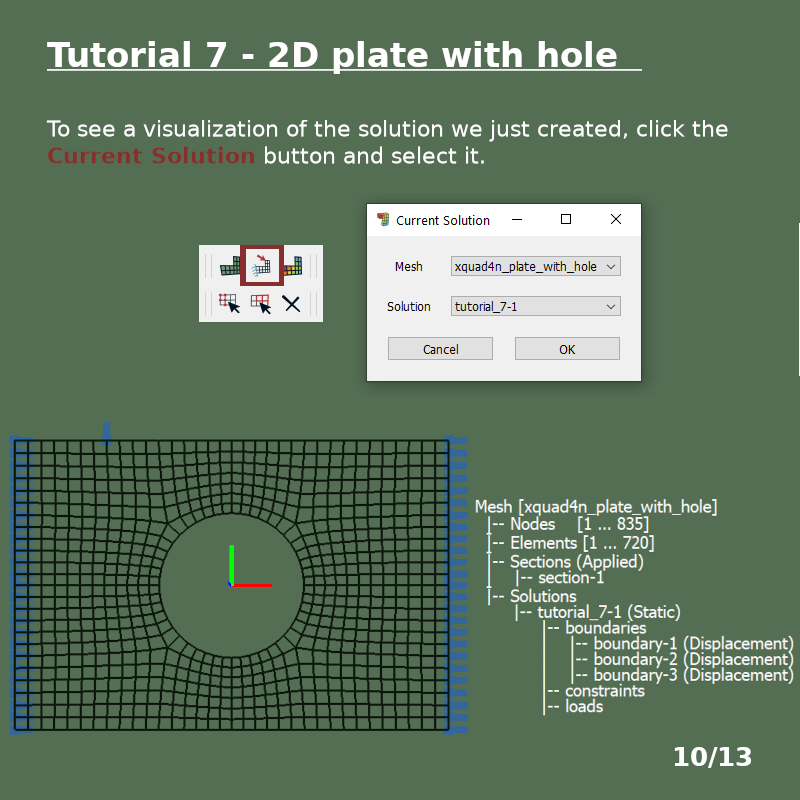 Tutorial 7 - 2D plate with hole
To see a visualization of the solution we just created, click the
Current Solution button and select it.
Current Solution
Mesh xquad4n_plate_with_hole
Solution tutorial_7-1
Cancel OK
Mesh [xquad4n_plate_with_hole]
|-- Nodes [1 ... 835]
|-- Elements [1 ... 720]
|-- Sections (Applied)
| |-- section-1
|-- Solutions
|-- tutorial_7-1 (Static)
|-- boundaries
|-- boundary-1 (Displacement)
|-- boundary-2 (Displacement)
|-- boundary-3 (Displacement)
|-- constraints
|-- loads
10/13